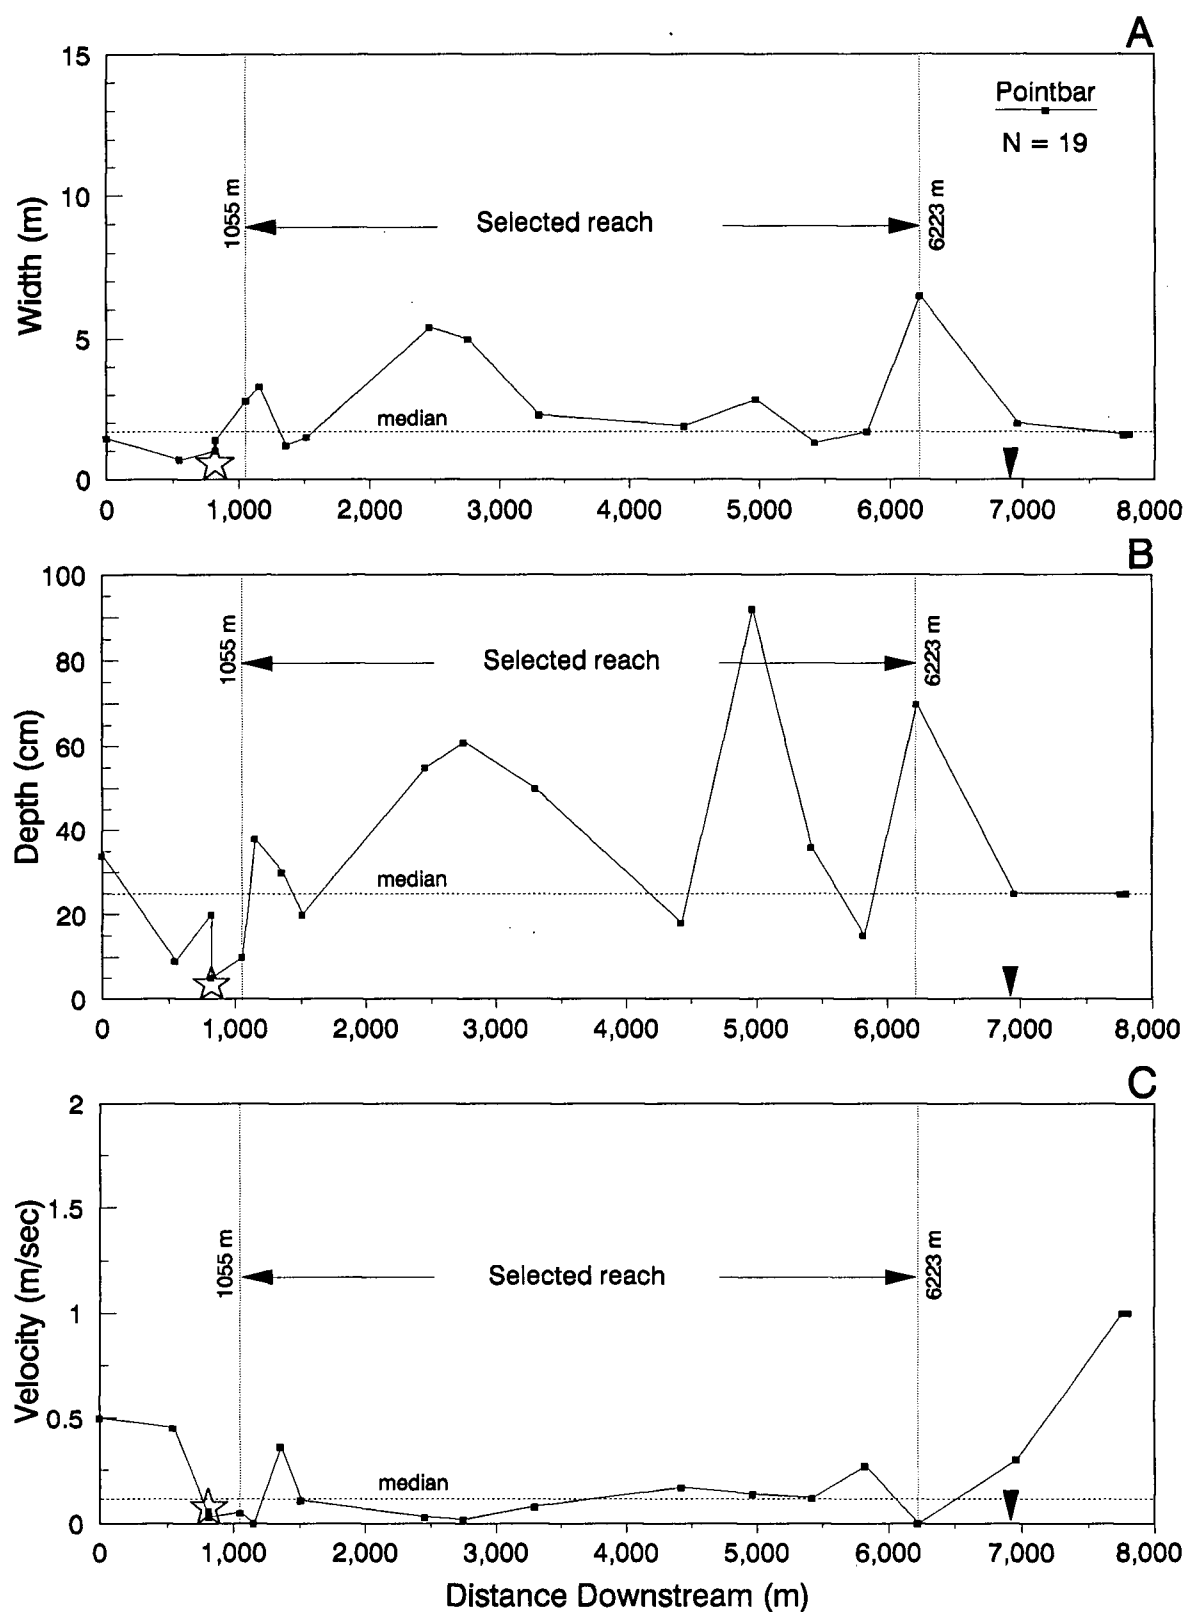 A
15
Pointbar
N = 19
10
1055 m
Selected reach
6223 m
Width (m)
5
median
0
0 1,000 2,000 3,000 4,000 5,000 6,000 7,000 8,000
B
100
1055 m
Selected reach
6223 m
80
60
Depth (cm)
40
median
20
0
0 1,000 2,000 3,000 4,000 5,000 6,000 7,000 8,000
C
2
1.5
1055 m
Selected reach
6223 m
Velocity (m/sec)
1
0.5
median
0
0 1,000 2,000 3,000 4,000 5,000 6,000 7,000 8,000
Distance Downstream (m)